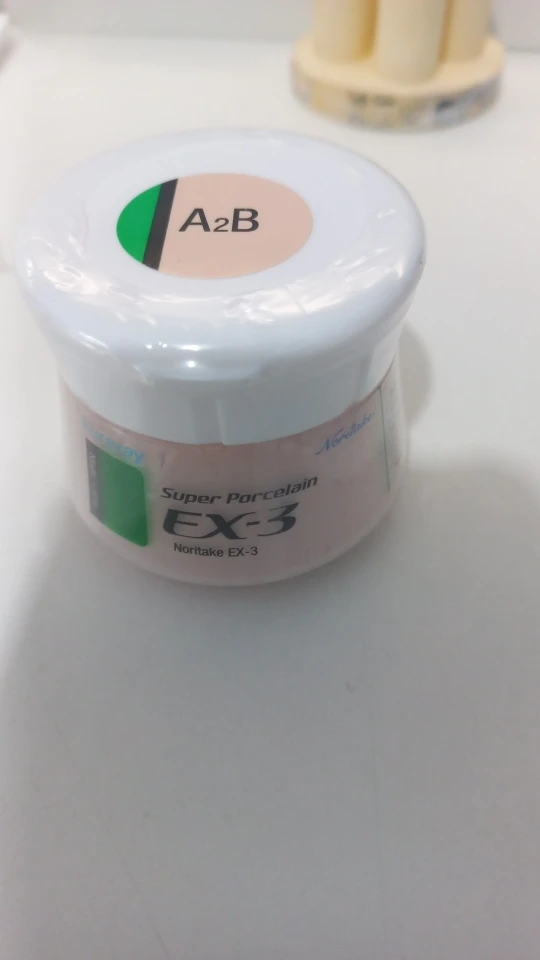 A2B
Noritake
Super Porcelain
EX-3
Noritake EX-3